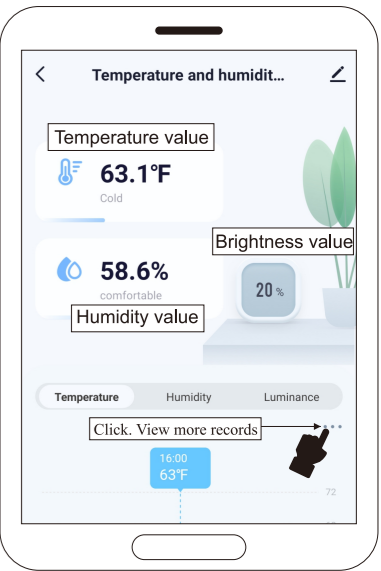 Temperature and humidit...
Temperature value
63.1°F
Cold
Brightness value
58.6%
comfortable
20 %
Humidity value
Temperature Humidity Luminance
Click. View more records
16:00
63°F
72